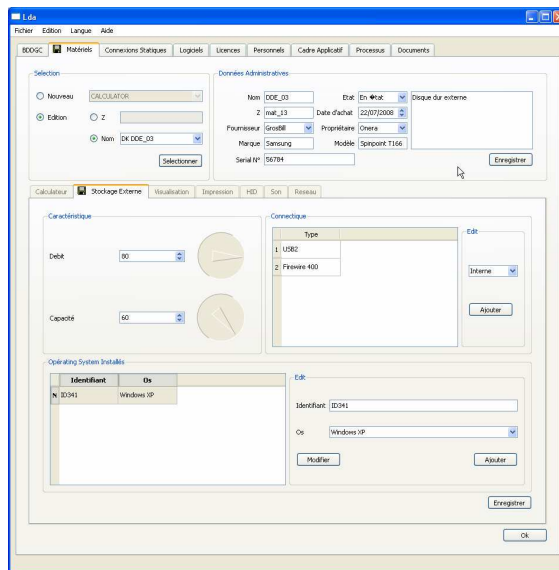 Lda
Fichier Edition Langue Aide
BDDGC Matériels Connexions Statiques Logiciels Licences Personnels Cadre Applicatif Processus Documents
Selection
Nouveau CALCULATOR
Edition Z
Nom DK DDE_03
Selectionner
Données Administratives
Nom DDE_03 Etat En �tat Disque dur externe
Z mat_13 Date d'achat 22/07/2008
Fournisseur GrosBill Propriétaire Onera
Marque Samsung Modèle Spinpoint T166
Serial N° S6784 Enregistrer
Calculateur Stockage Externe Visualisation Impression HID Son Reseau
Caractéristique
Debit 80
Capacité 60
Connectique
Type
1 USB2
2 Firewire 400
Edit
Interne
Ajouter
Opérating System Installés
Identifiant Os
N ID341 Windows XP
Edit
Identifiant ID341
Os Windows XP
Modifier Ajouter
Enregistrer
Ok